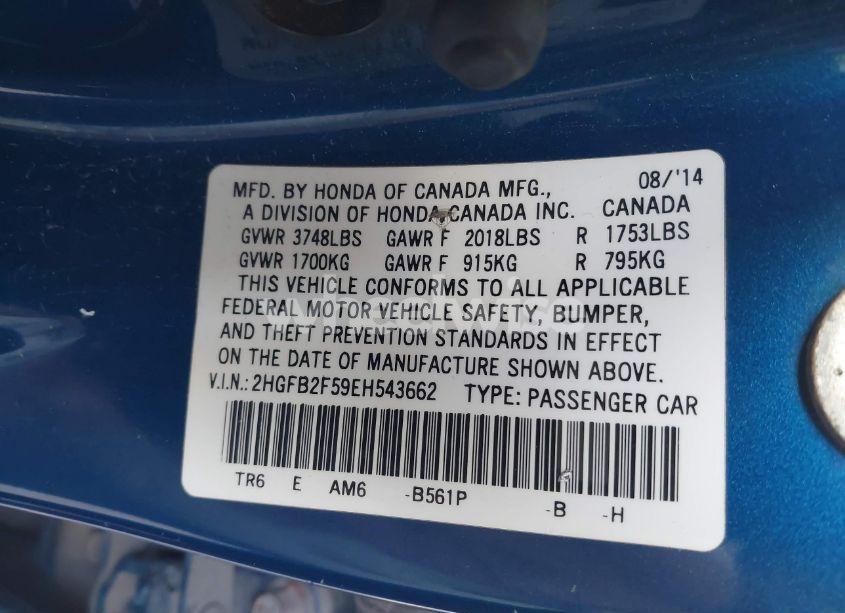 MFD. BY HONDA OF CANADA MFG., 08/'14
A DIVISION OF HONDA CANADA INC. CANADA
GVWR 3748LBS GAWR F 2018LBS R 1753LBS
GVWR 1700KG GAWR F 915KG R 795KG
THIS VEHICLE CONFORMS TO ALL APPLICABLE
FEDERAL MOTOR VEHICLE SAFETY, BUMPER,
AND THEFT PREVENTION STANDARDS IN EFFECT
ON THE DATE OF MANUFACTURE SHOWN ABOVE.
V.I.N.: 2HGFB2F59EH543662 TYPE: PASSENGER CAR
TR6 E AM6 -B561P -B -H